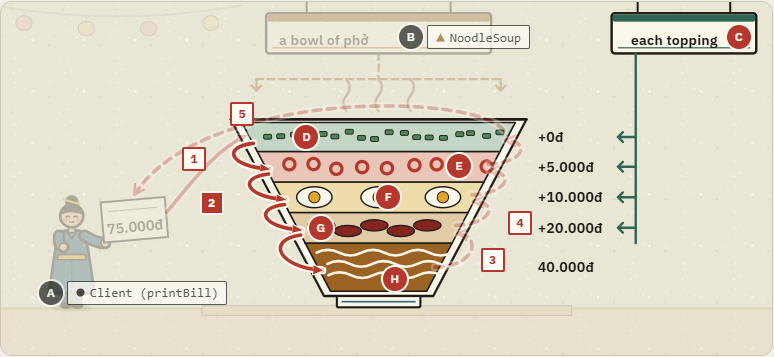 a bowl of phở
B
NoodleSoup
each topping
C
5
D
+0đ
1
E
+5.000đ
2
F
+10.000đ
75.000đ
G
4
+20.000đ
3
40.000đ
H
A
Client (printBill)